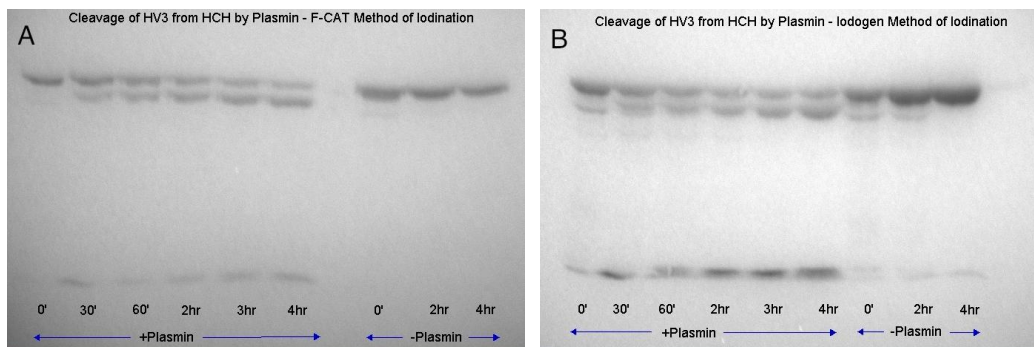 A
Cleavage of HV3 from HCH by Plasmin - F-CAT Method of Iodination
0' 30' 60' 2hr 3hr 4hr 0' 2hr 4hr
+Plasmin -Plasmin
B
Cleavage of HV3 from HCH by Plasmin - Iodogen Method of Iodination
0' 30' 60' 2hr 3hr 4hr 0' 2hr 4hr
+Plasmin -Plasmin